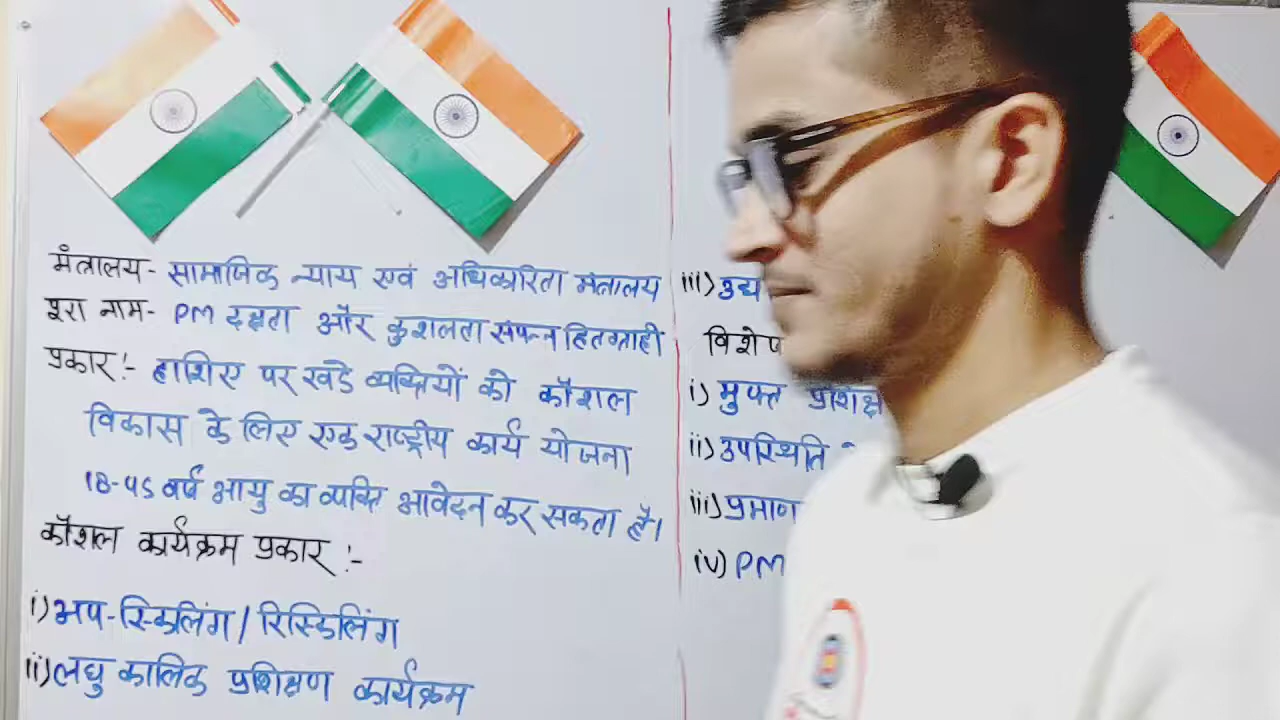 मंत्रालय- सामाजिक न्याय एवं अधिकारिता मंत्रालय
पूरा नाम- PM दक्षता और कुशलता संपन्न हितग्राही
प्रकार:- हाशिए पर खडे व्यक्तियों की कौशल
विकास के लिए एक राष्ट्रीय कार्य योजना
18-45 वर्ष आयु का व्यक्ति आवेदन कर सकता है।
कौशल कार्यक्रम प्रकार:-
i) अप-स्किलिंग / रिस्किलिंग
ii) लघु कालिक प्रशिक्षण कार्यक्रम
iii) उद्य
विशेष
i) मुफ्त प्रशिक्ष
ii) उपस्थिति
iii) प्रमाण
iv) PM